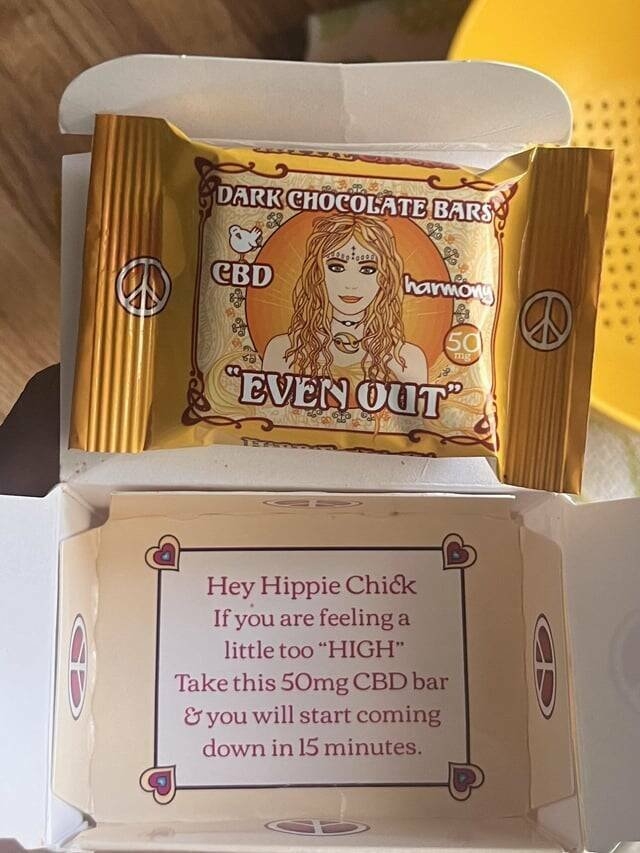 DARK CHOCOLATE BARS
CBD
harmony
50
mg
"EVEN OUT"
Hey Hippie Chick
If you are feeling a
little too "HIGH"
Take this 50mg CBD bar
& you will start coming
down in 15 minutes.